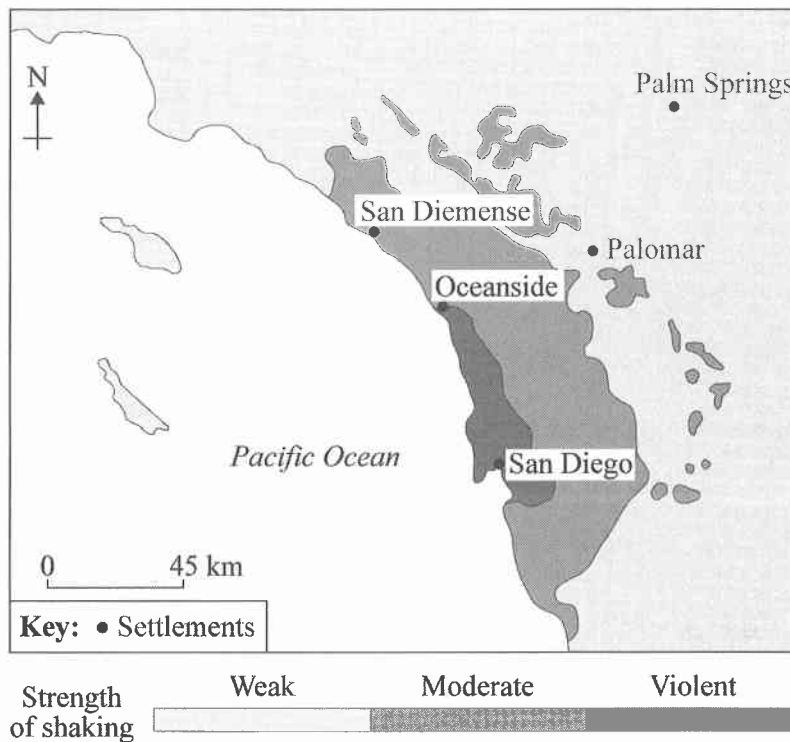 N
Palm Springs
San Diemense
Palomar
Oceanside
Pacific Ocean
San Diego
0 45 km
Key: • Settlements
Weak Moderate Violent
Strength
of shaking